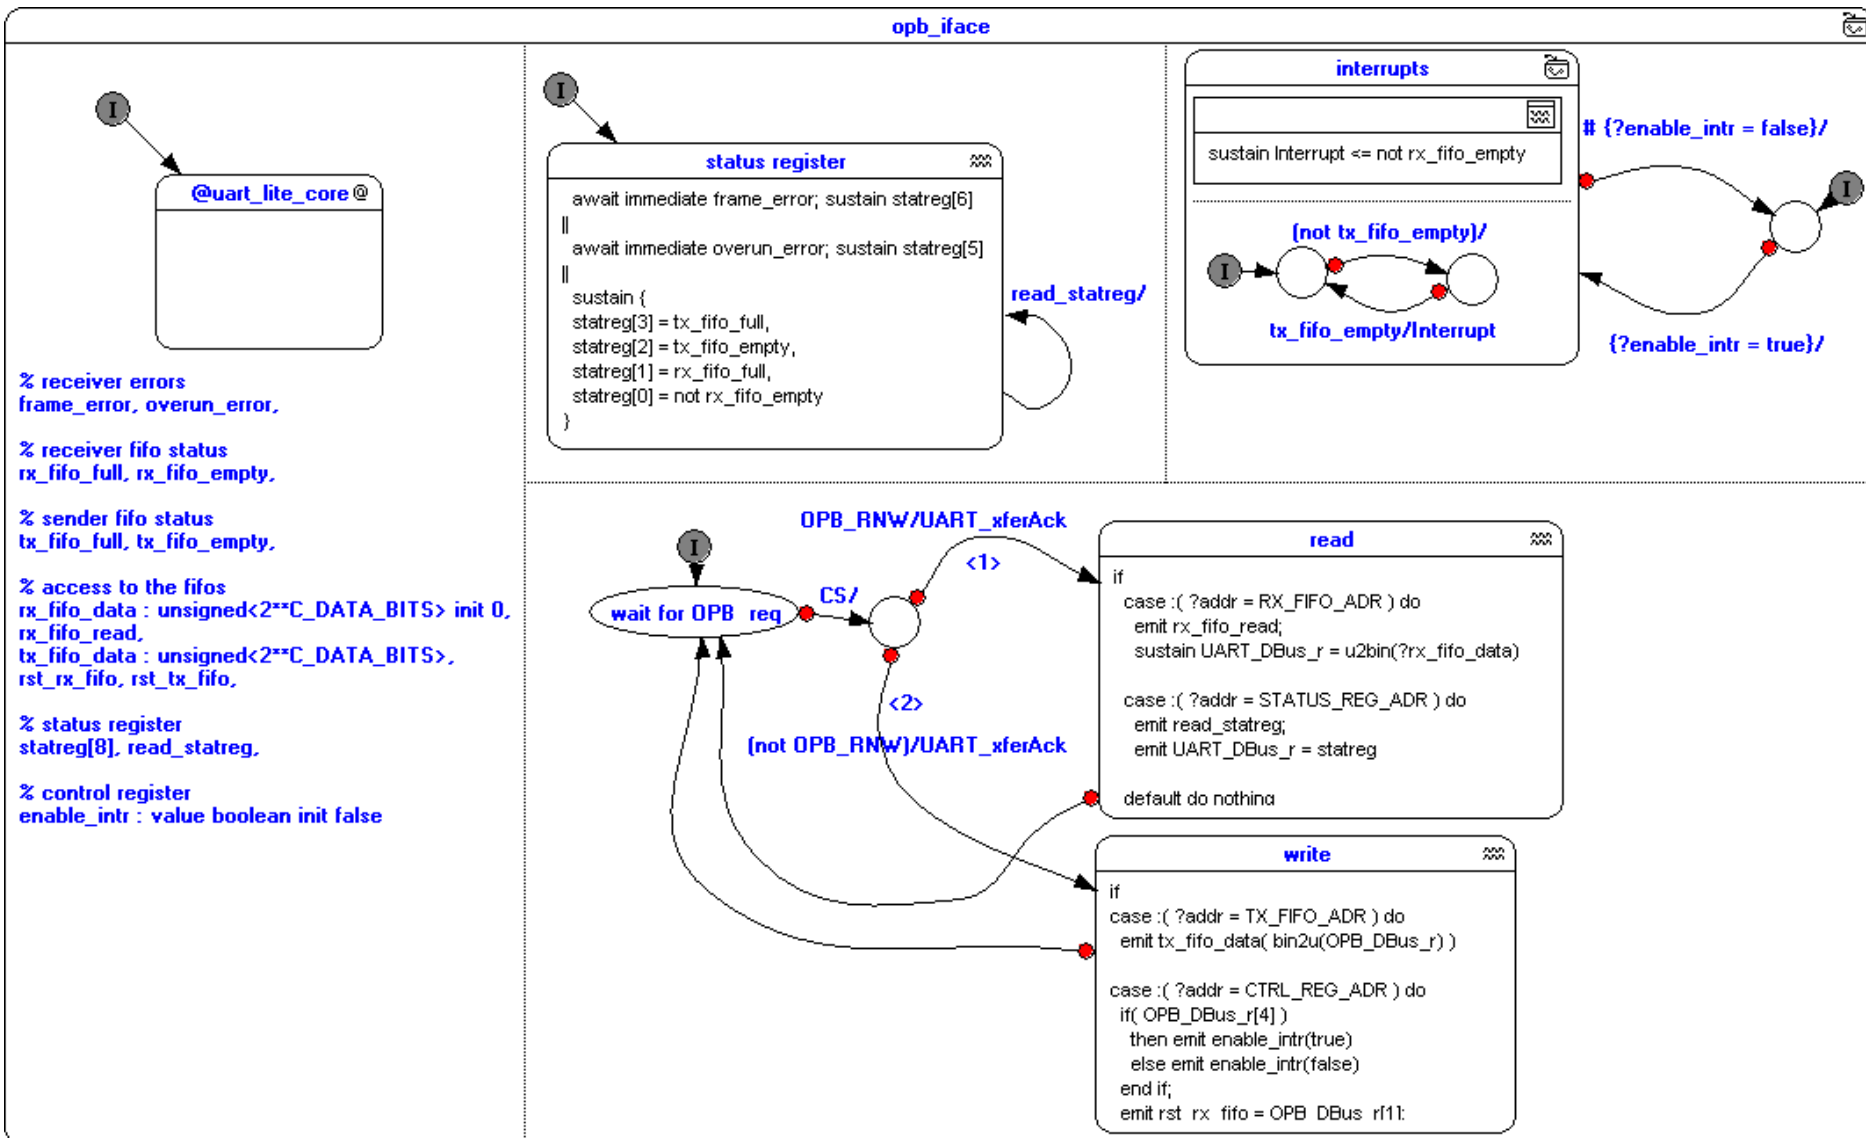 opb_iface
I
@uart_lite_core @
% receiver errors
frame_error, overun_error,
% receiver fifo status
rx_fifo_full, rx_fifo_empty,
% sender fifo status
tx_fifo_full, tx_fifo_empty,
% access to the fifos
rx_fifo_data : unsigned<2**C_DATA_BITS> init 0,
rx_fifo_read,
tx_fifo_data : unsigned<2**C_DATA_BITS>,
rst_rx_fifo, rst_tx_fifo,
% status register
statreg[8], read_statreg,
% control register
enable_intr : value boolean init false
I
status register
await immediate frame_error; sustain statreg[6]
||
await immediate overun_error; sustain statreg[5]
||
sustain {
statreg[3] = tx_fifo_full,
statreg[2] = tx_fifo_empty,
statreg[1] = rx_fifo_full,
statreg[0] = not rx_fifo_empty
}
read_statreg/
interrupts
sustain Interrupt <= not rx_fifo_empty
(not tx_fifo_empty)/
I
tx_fifo_empty/Interrupt
# {?enable_intr = false}/
I
{?enable_intr = true}/
I
wait for OPB_req
CS/
OPB_RNW/UART_xferAck
<1>
<2>
(not OPB_RNW)/UART_xferAck
read
if
case :( ?addr = RX_FIFO_ADR ) do
emit rx_fifo_read;
sustain UART_DBus_r = u2bin(?rx_fifo_data)
case :( ?addr = STATUS_REG_ADR ) do
emit read_statreg;
emit UART_DBus_r = statreg
default do nothing
write
if
case :( ?addr = TX_FIFO_ADR ) do
emit tx_fifo_data( bin2u(OPB_DBus_r) )
case :( ?addr = CTRL_REG_ADR ) do
if( OPB_DBus_r[4] )
then emit enable_intr(true)
else emit enable_intr(false)
end if;
emit rst_rx_fifo = OPB_DBus_r[1];